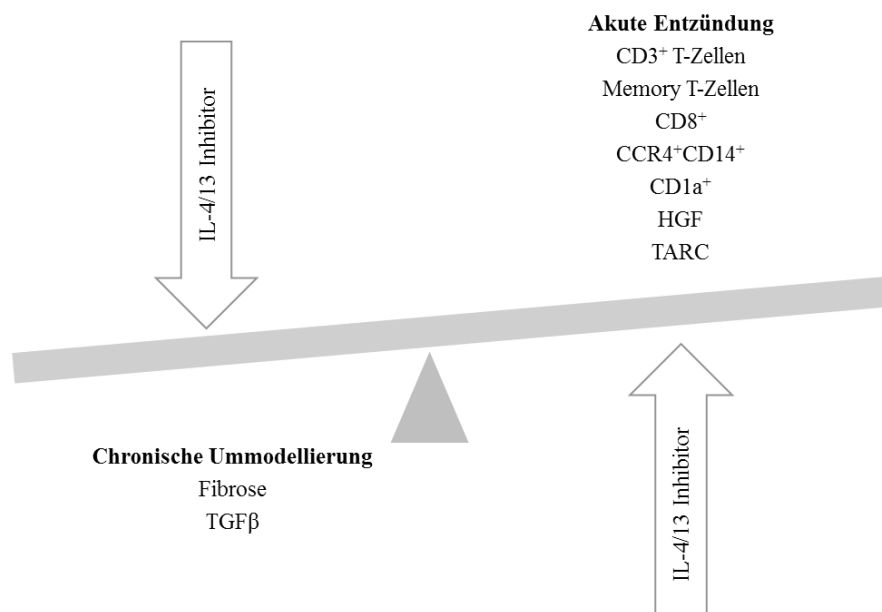 IL-4/13 Inhibitor
Akute Entzündung
CD3⁺ T-Zellen
Memory T-Zellen
CD8⁺
CCR4⁺CD14⁺
CD1a⁺
HGF
TARC
Chronische Ummodellierung
Fibrose
TGFβ
IL-4/13 Inhibitor